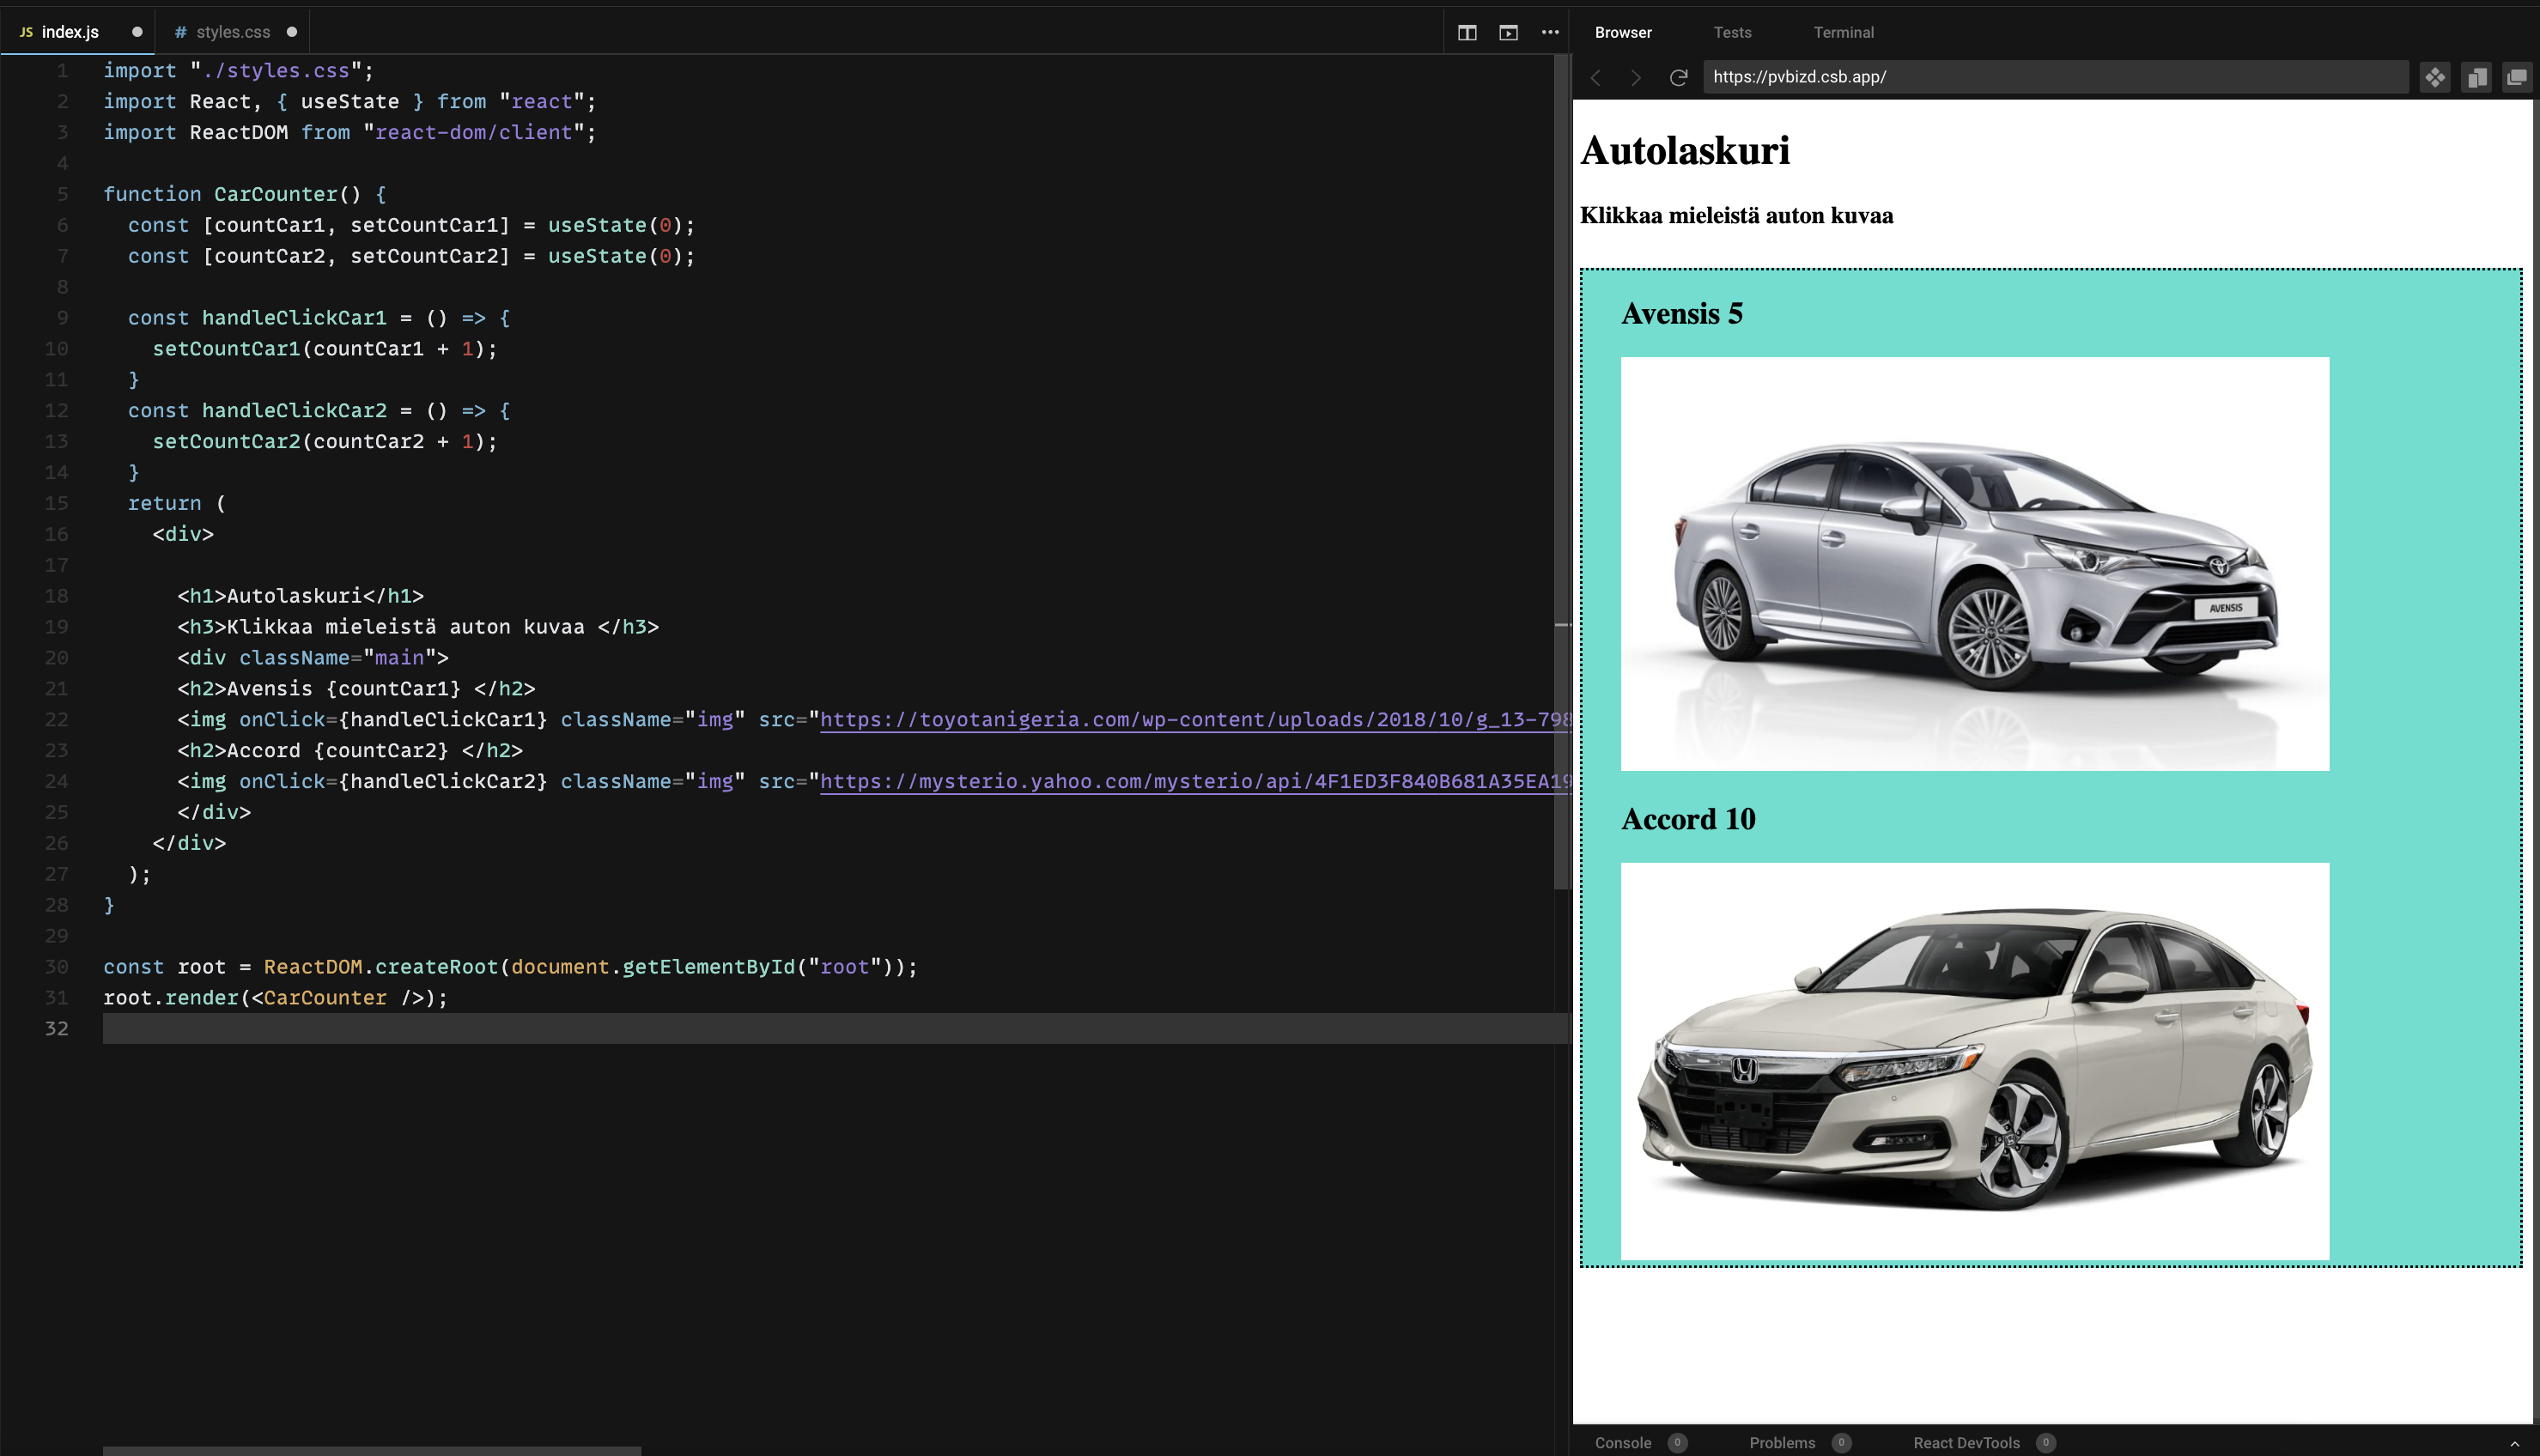 JS index.js
# styles.css
1 import "./styles.css";
2 import React, { useState } from "react";
3 import ReactDOM from "react-dom/client";
4
5 function CarCounter() {
6 const [countCar1, setCountCar1] = useState(0);
7 const [countCar2, setCountCar2] = useState(0);
8
9 const handleClickCar1 = () => {
10 setCountCar1(countCar1 + 1);
11 }
12 const handleClickCar2 = () => {
13 setCountCar2(countCar2 + 1);
14 }
15 return (
16 <div>
17
18 <h1>Autolaskuri</h1>
19 <h3>Klikkaa mieleistä auton kuvaa </h3>
20 <div className="main">
21 <h2>Avensis {countCar1} </h2>
22 <img onClick={handleClickCar1} className="img" src="https://toyotanigeria.com/wp-content/uploads/2018/10/g_13-798
23 <h2>Accord {countCar2} </h2>
24 <img onClick={handleClickCar2} className="img" src="https://mysterio.yahoo.com/mysterio/api/4F1ED3F840B681A35EA19
25 </div>
26 </div>
27 );
28 }
29
30 const root = ReactDOM.createRoot(document.getElementById("root"));
31 root.render(<CarCounter />);
32
Browser Tests Terminal
https://pvbizd.csb.app/
Autolaskuri
Klikkaa mieleistä auton kuvaa
Avensis 5
AVENSIS
Accord 10
Console 0 Problems 0 React DevTools 0